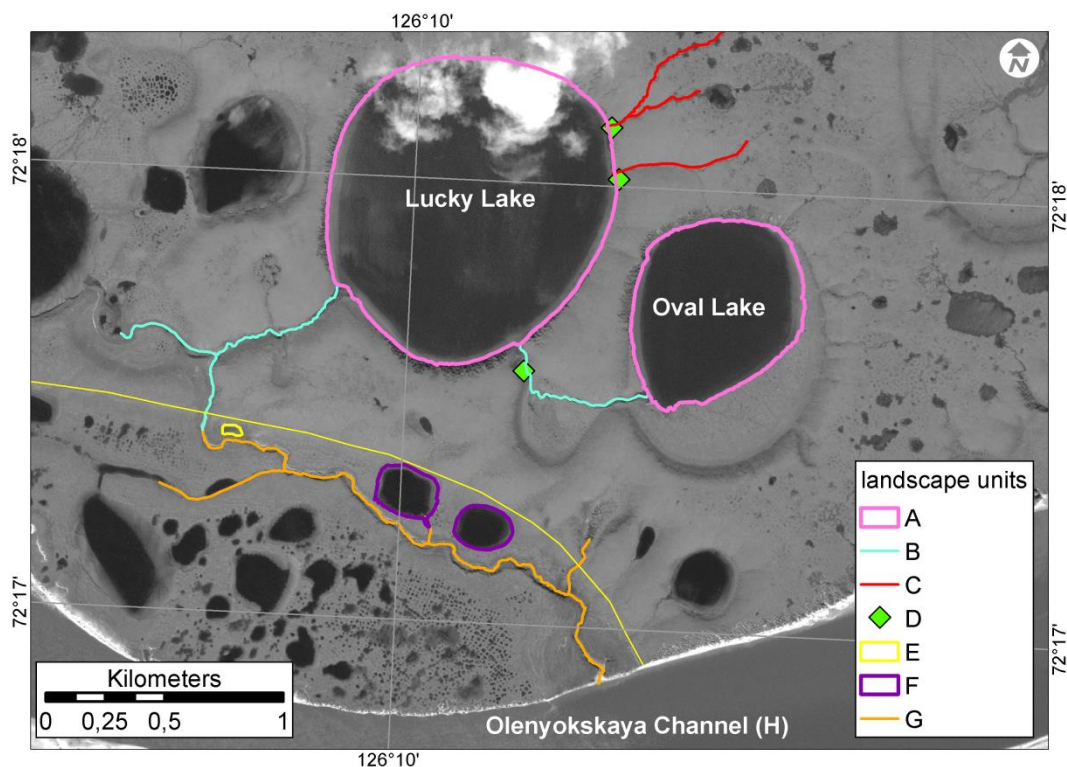 126°10'
N
72°18'
72°18'
Lucky Lake
Oval Lake
landscape units
A
B
C
D
E
F
G
72°17'
72°17'
Kilometers
0 0,25 0,5 1
Olenyokskaya Channel (H)
126°10'